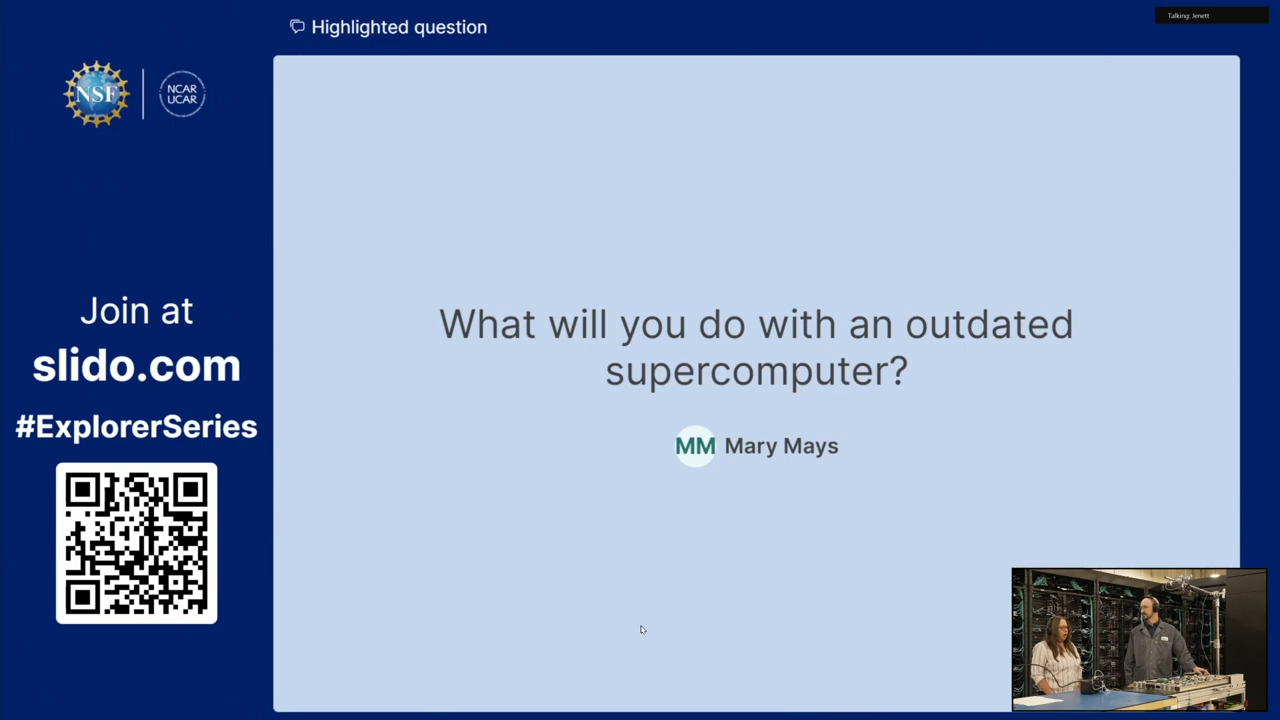 Highlighted question
Talking: Jenett
NSF
NCAR
UCAR
Join at
slido.com
#ExplorerSeries
What will you do with an outdated
supercomputer?
MM Mary Mays